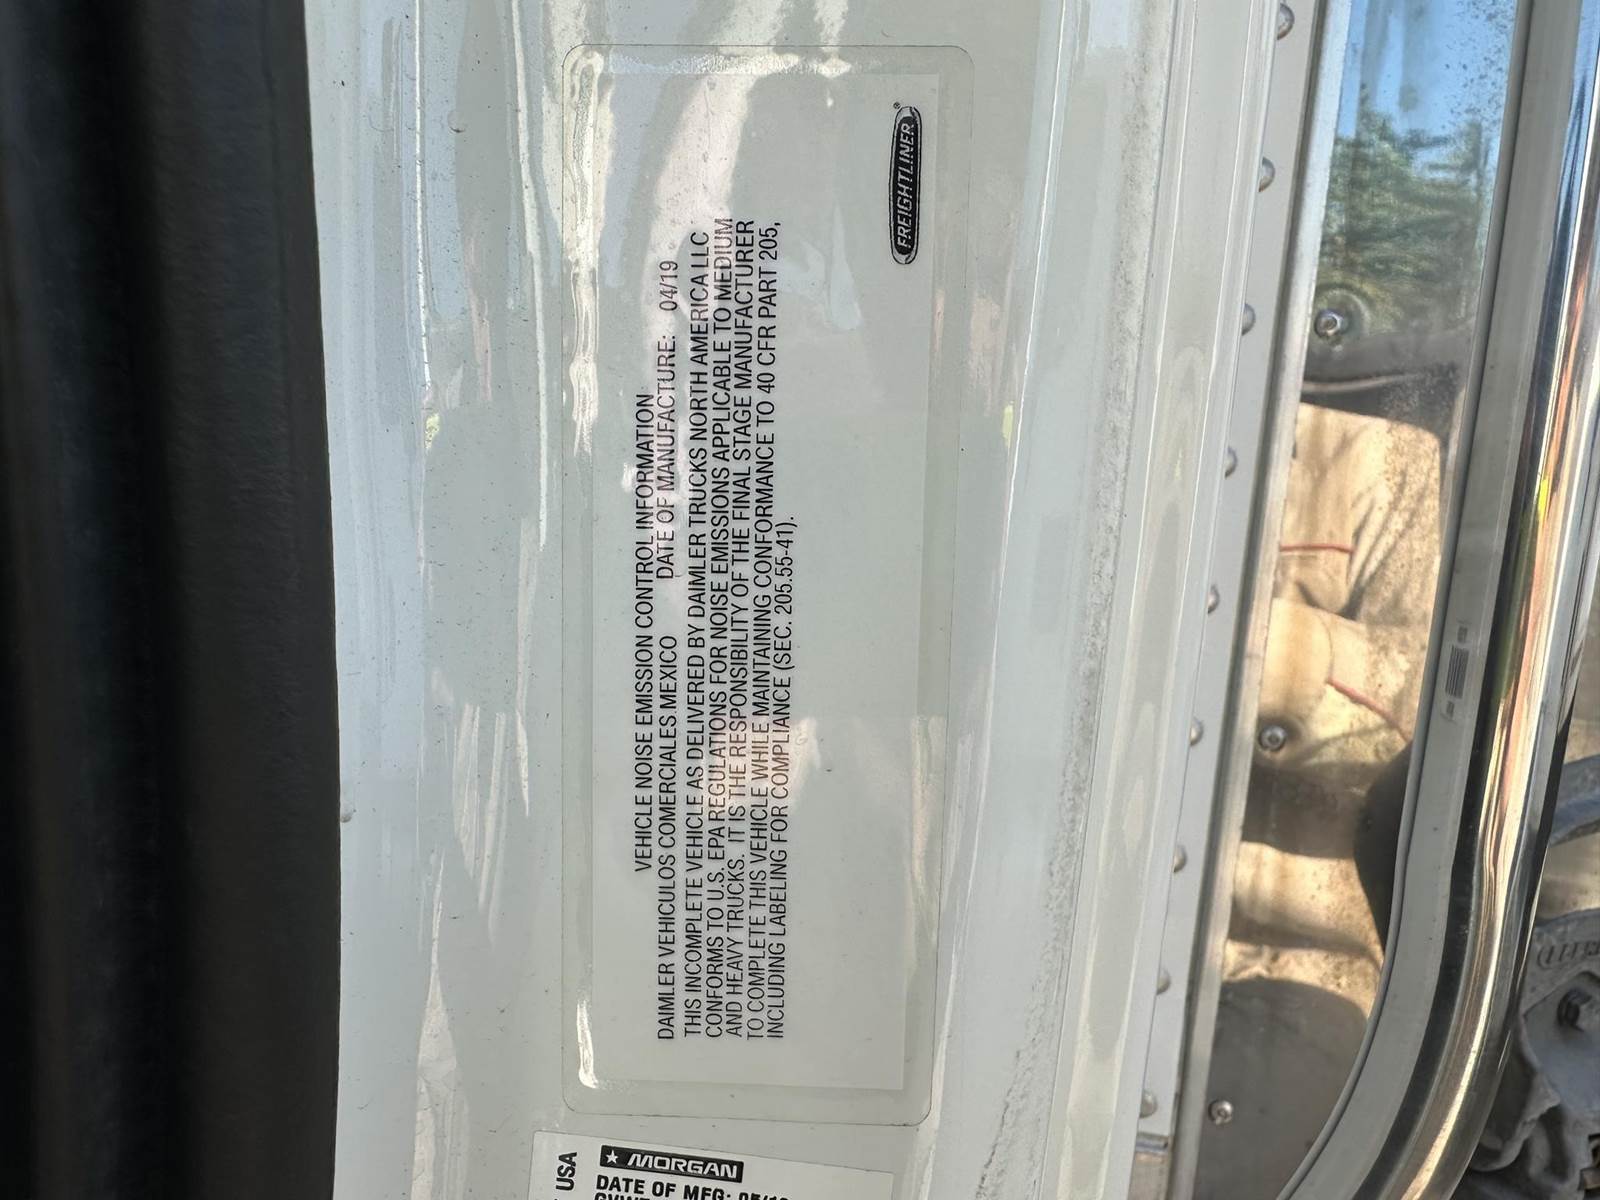 VEHICLE NOISE EMISSION CONTROL INFORMATION
DAIMLER VEHICULOS COMERCIALES MEXICO DATE OF MANUFACTURE: 04/19
THIS INCOMPLETE VEHICLE AS DELIVERED BY DAIMLER TRUCKS NORTH AMERICA LLC
CONFORMS TO U.S. EPA REGULATIONS FOR NOISE EMISSIONS APPLICABLE TO MEDIUM
AND HEAVY TRUCKS. IT IS THE RESPONSIBILITY OF THE FINAL STAGE MANUFACTURER
TO COMPLETE THIS VEHICLE WHILE MAINTAINING CONFORMANCE TO 40 CFR PART 205,
INCLUDING LABELING FOR COMPLIANCE (SEC. 205.55-41).
FREIGHTLINER®
USA
MORGAN
DATE OF MFG: